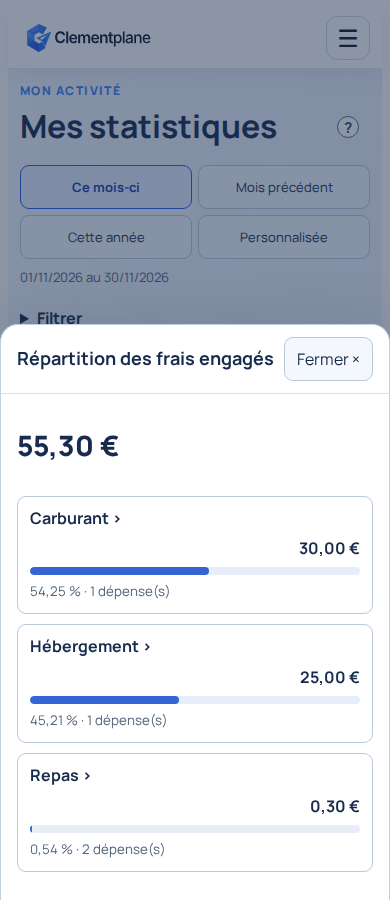 Clementplane
☰
MON ACTIVITÉ
Mes statistiques
?
Ce mois-ci
Mois précédent
Cette année
Personnalisée
01/11/2026 au 30/11/2026
▶ Filtrer
Répartition des frais engagés
Fermer ×
55,30 €
Carburant ›
30,00 €
54,25 % · 1 dépense(s)
Hébergement ›
25,00 €
45,21 % · 1 dépense(s)
Repas ›
0,30 €
0,54 % · 2 dépense(s)